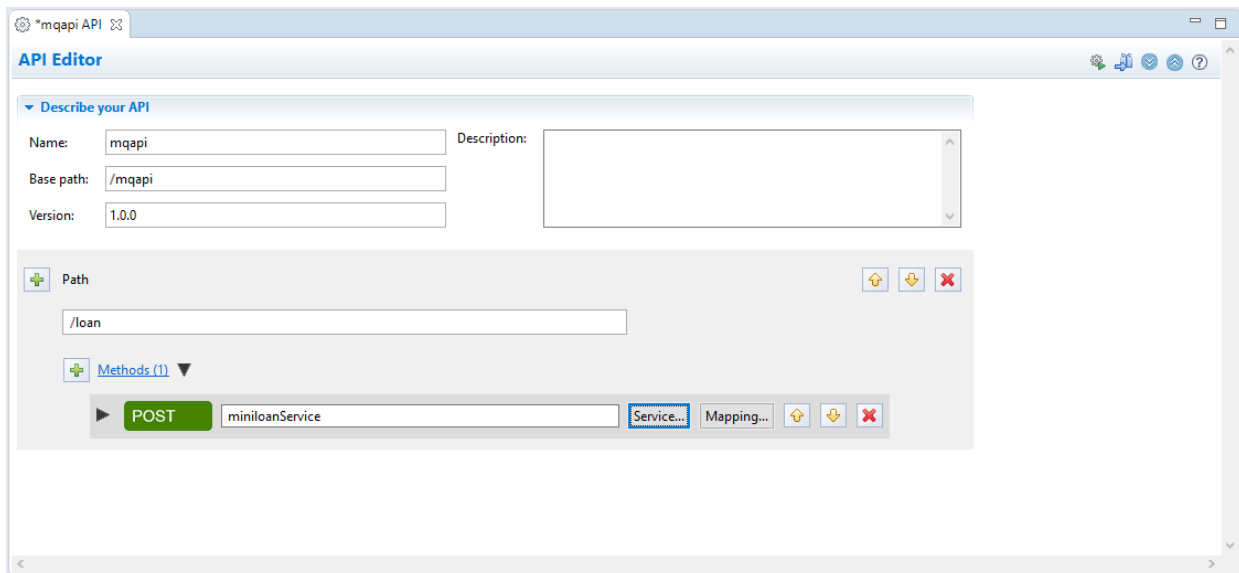 *mqapi API
API Editor
Describe your API
Name: mqapi Description:
Base path: /mqapi
Version: 1.0.0
Path
/loan
Methods (1)
POST miniloanService Service... Mapping...